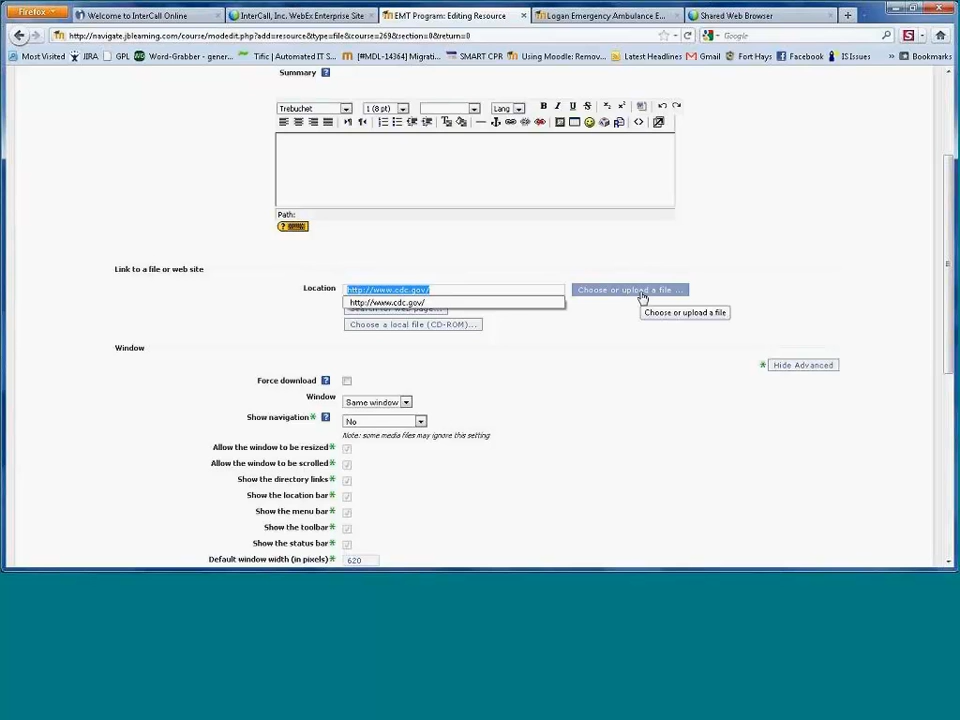 Firefox
Welcome to InterCall Online
InterCall, Inc. WebEx Enterprise Site
EMT Program: Editing Resource
Logan Emergency Ambulance E...
Shared Web Browser
http://navigate.jblearning.com/course/modedit.php?add=resource&type=file&course=269&section=0&return=0
Google
Most Visited
JIRA
GPL
Word-Grabber - gener...
Tific | Automated IT S...
[#MDL-14364] Migrati...
SMART CPR
Using Moodle: Remov...
Latest Headlines
Gmail
Fort Hays
Facebook
ISIssues
Bookmarks
Summary
Trebuchet
1 (8 pt)
Lang
B I U S
Path:
Link to a file or web site
Location
http://www.cdc.gov/
Choose or upload a file ...
http://www.cdc.gov/
Search for web page...
Choose or upload a file
Choose a local file (CD-ROM)...
Window
Hide Advanced
Force download
Window
Same window
Show navigation
No
Note: some media files may ignore this setting
Allow the window to be resized
Allow the window to be scrolled
Show the directory links
Show the location bar
Show the menu bar
Show the toolbar
Show the status bar
Default window width (in pixels)
620